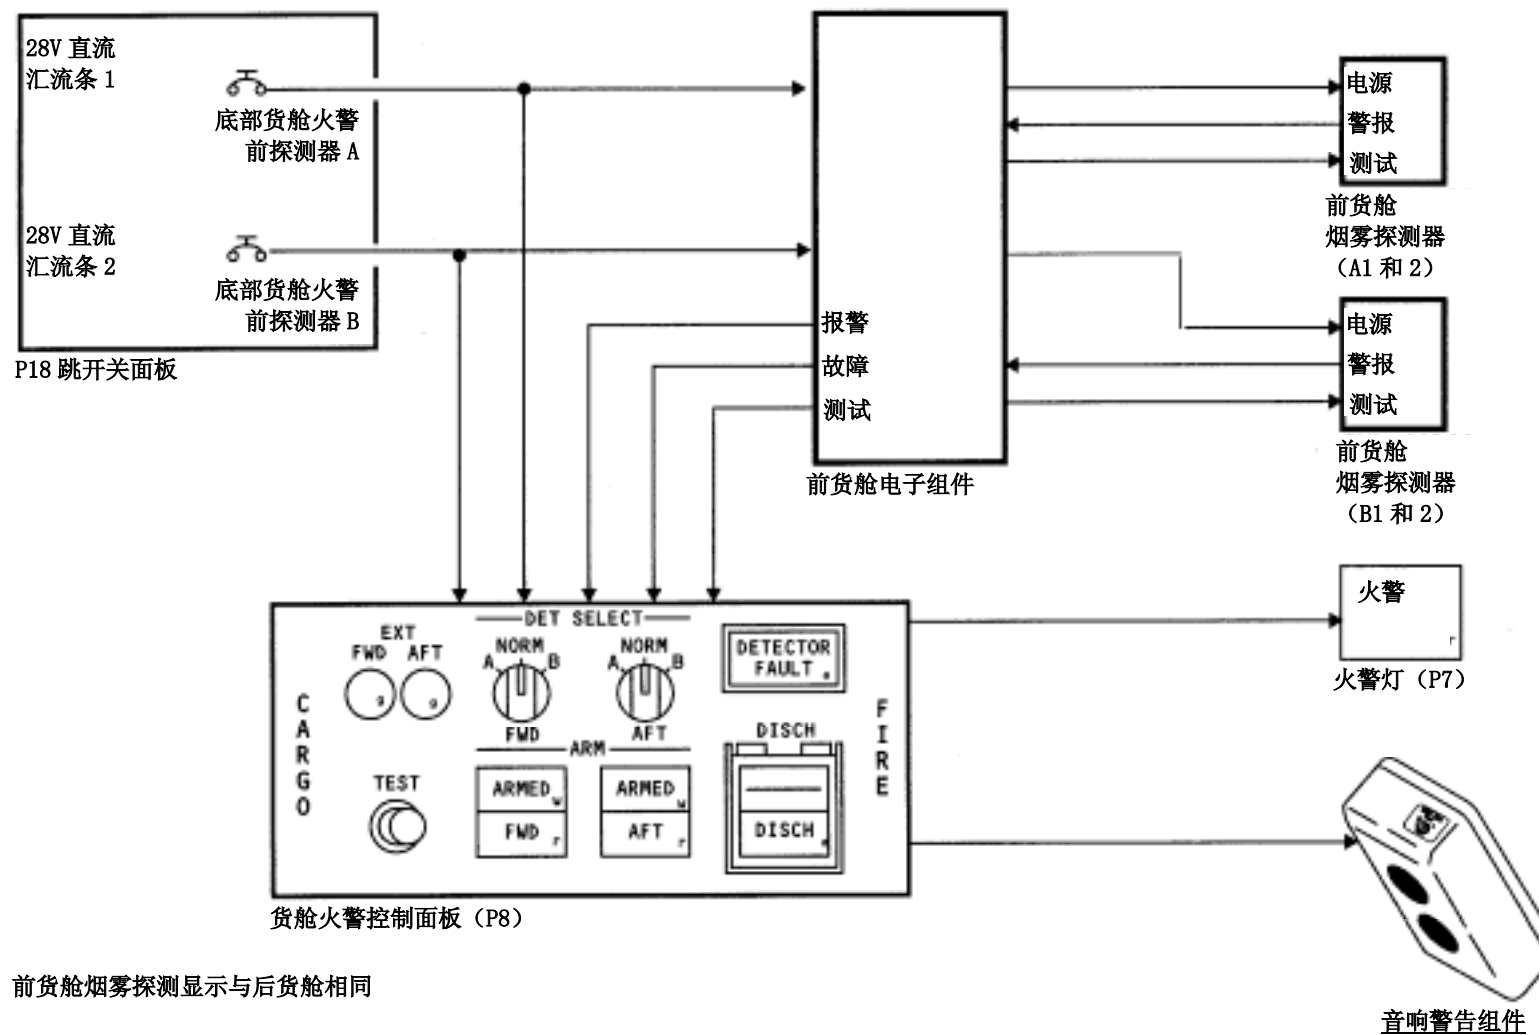 28V 直流
汇流条 1
底部货舱火警
前探测器 A
28V 直流
汇流条 2
底部货舱火警
前探测器 B
P18 跳开关面板
报警
故障
测试
前货舱电子组件
电源
警报
测试
前货舱
烟雾探测器
（A1 和 2）
电源
警报
测试
前货舱
烟雾探测器
（B1 和 2）
火警
r
火警灯（P7）
CARGO
EXT
FWD AFT
g g
TEST
DET SELECT
NORM
A B
FWD
NORM
A B
AFT
ARM
ARMED w
FWD r
ARMED w
AFT r
DETECTOR
FAULT
DISCH
DISCH
FIRE
货舱火警控制面板（P8）
音响警告组件
前货舱烟雾探测显示与后货舱相同